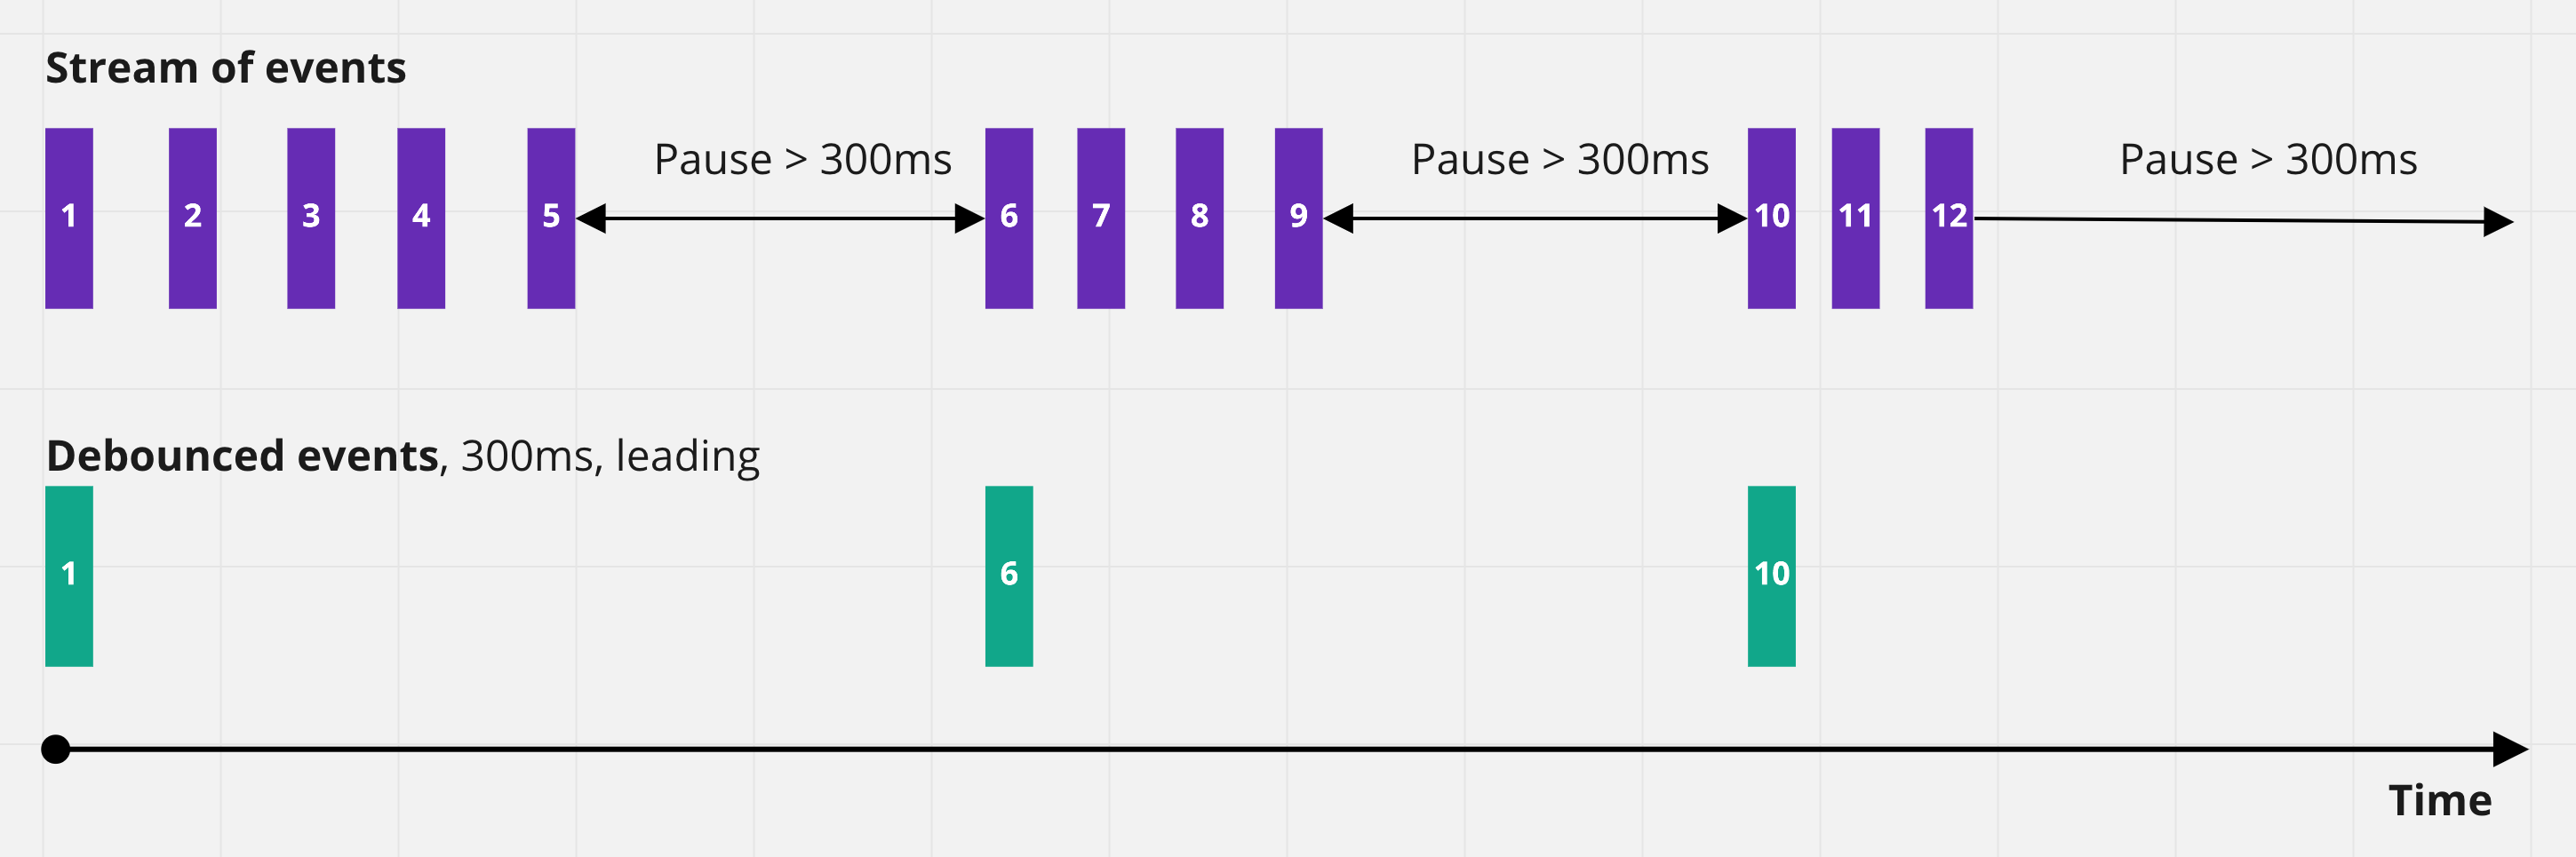 Stream of events
Pause > 300ms Pause > 300ms Pause > 300ms
1 2 3 4 5 6 7 8 9 10 11 12
Debounced events, 300ms, leading
1 6 10
Time